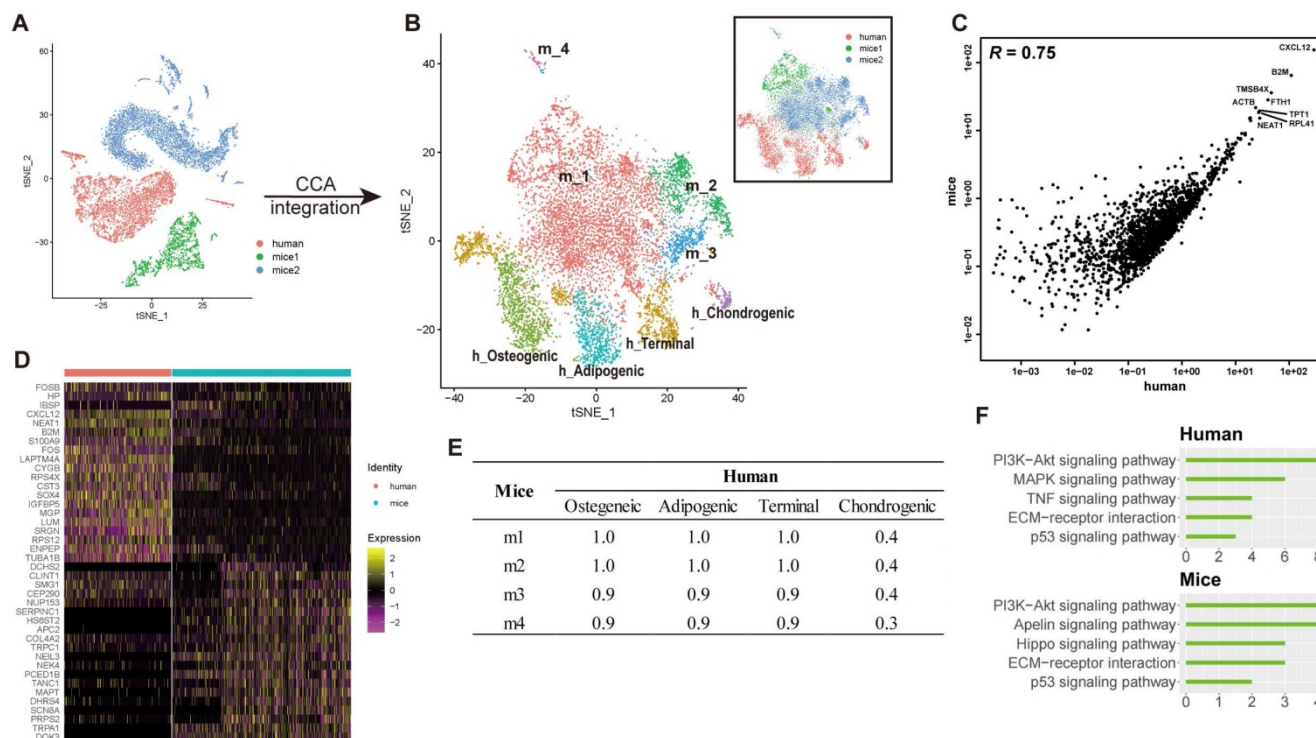 A
60
30
0
−30
tSNE_2
−25
0
25
tSNE_1
human
mice1
mice2
CCA
integration
B
40
20
0
−20
tSNE_2
−40
−20
0
20
40
tSNE_1
m_4
m_1
m_2
m_3
h_Chondrogenic
h_Terminal
h_Adipogenic
h_Osteogenic
human
mice1
mice2
C
R = 0.75
CXCL12
B2M
TMSB4X
FTH1
ACTB
TPT1
RPL41
NEAT1
1e+02
1e+01
1e+00
1e−01
1e−02
mice
1e−03
1e−02
1e−01
1e+00
1e+01
1e+02
human
D
FOSB
HP
IBSP
CXCL12
NEAT1
B2M
S100A9
FOS
LAPTM4A
CYGB
RPS4X
CST3
SOX4
IGFBP5
MGP
LUM
SRGN
RPS12
ENPEP
TUBA1B
DCHS2
CLINT1
SMG1
CEP290
NUP153
SERPINC1
HS6ST2
APC2
COL4A2
TRPC1
NEIL3
NEK4
PCED1B
TANC1
MAPT
DHRS4
SCN8A
PRPS2
TRPA1
DOK3
Identity
human
mice
Expression
2
1
0
−1
−2
E
Mice Human
Ostegeneic Adipogenic Terminal Chondrogenic
m1 1.0 1.0 1.0 0.4
m2 1.0 1.0 1.0 0.4
m3 0.9 0.9 0.9 0.4
m4 0.9 0.9 0.9 0.3
F
Human
PI3K−Akt signaling pathway
MAPK signaling pathway
TNF signaling pathway
ECM−receptor interaction
p53 signaling pathway
0 2 4 6 8
Mice
PI3K−Akt signaling pathway
Apelin signaling pathway
Hippo signaling pathway
ECM−receptor interaction
p53 signaling pathway
0 1 2 3 4